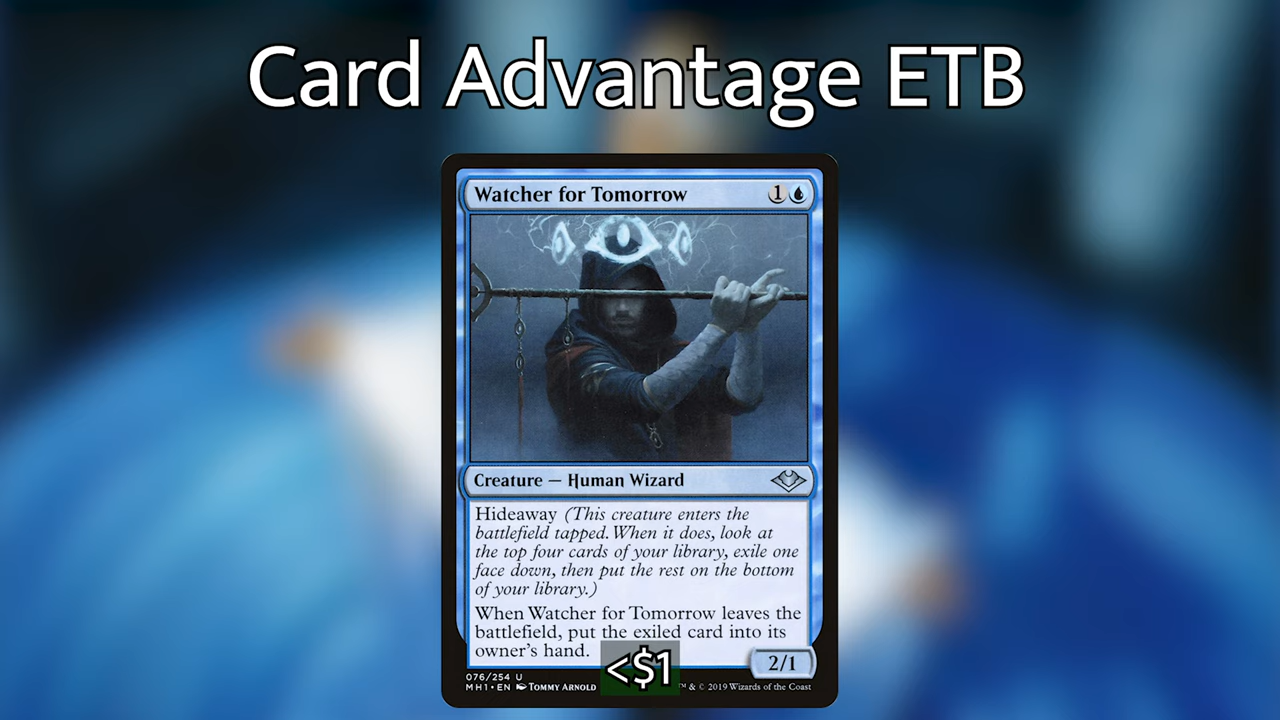 Card Advantage ETB
Watcher for Tomorrow 1
Creature — Human Wizard
Hideaway (This creature enters the
battlefield tapped. When it does, look at
the top four cards of your library, exile one
face down, then put the rest on the bottom
of your library.)
When Watcher for Tomorrow leaves the
battlefield, put the exiled card into its
owner's hand.
<$1
2/1
076/254 U
MH1 • EN Tommy Arnold ™ & © 2019 Wizards of the Coast